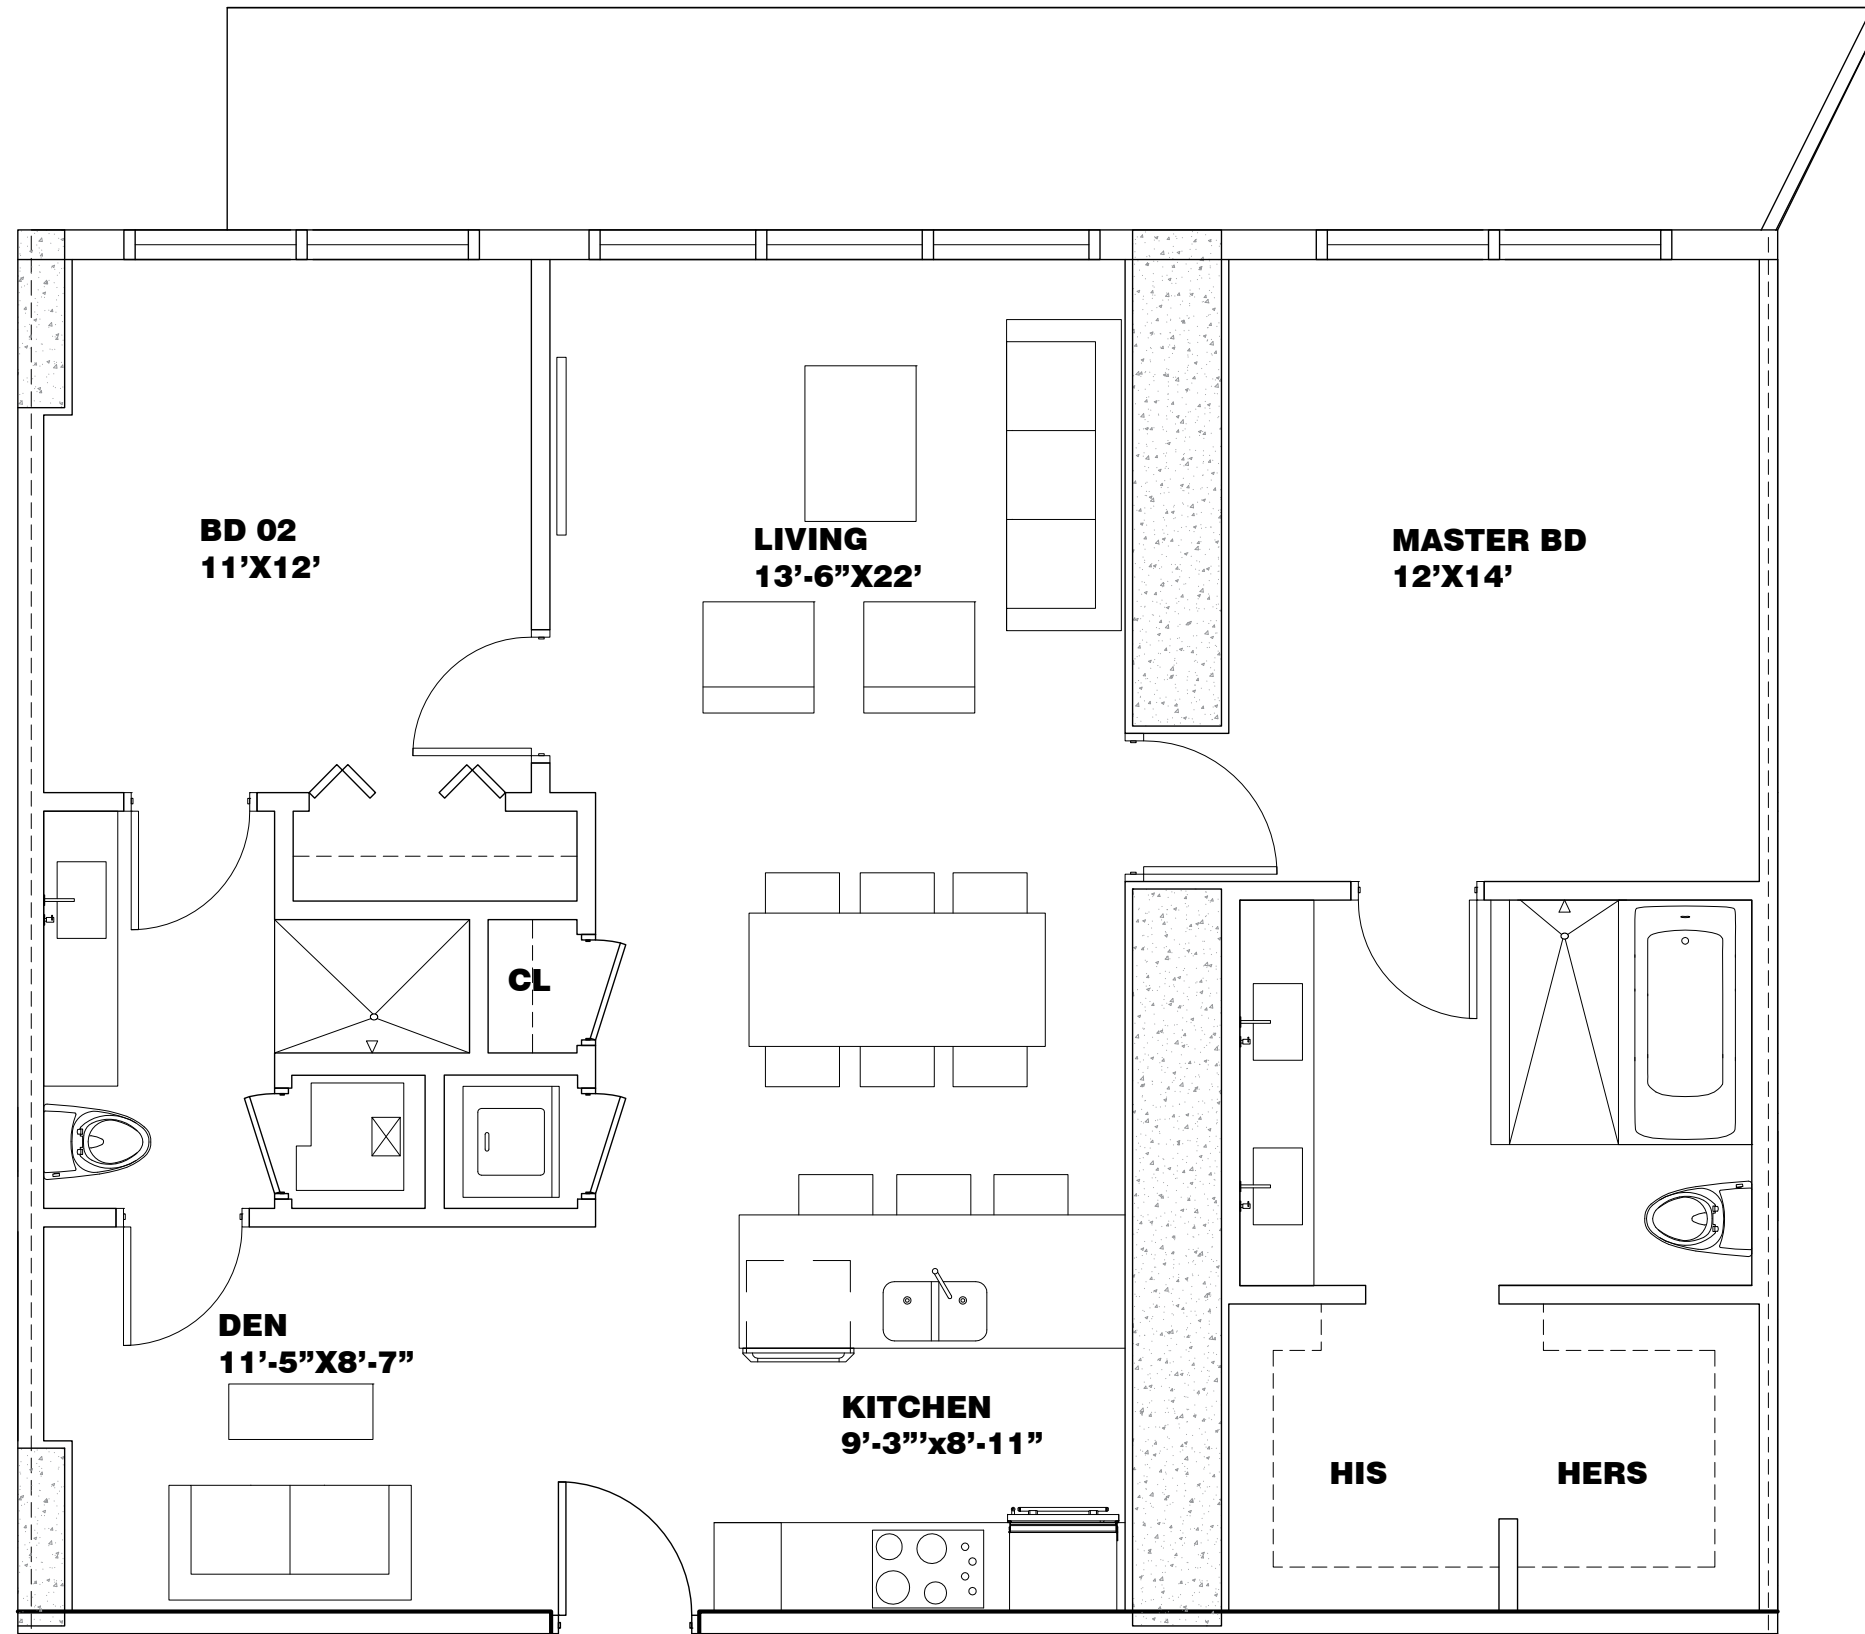 BD 02
11’X12’
LIVING
13’-6”X22’
MASTER BD
12’X14’
CL
DEN
11’-5”X8’-7”
KITCHEN
9’-3”’x8’-11”
HIS
HERS